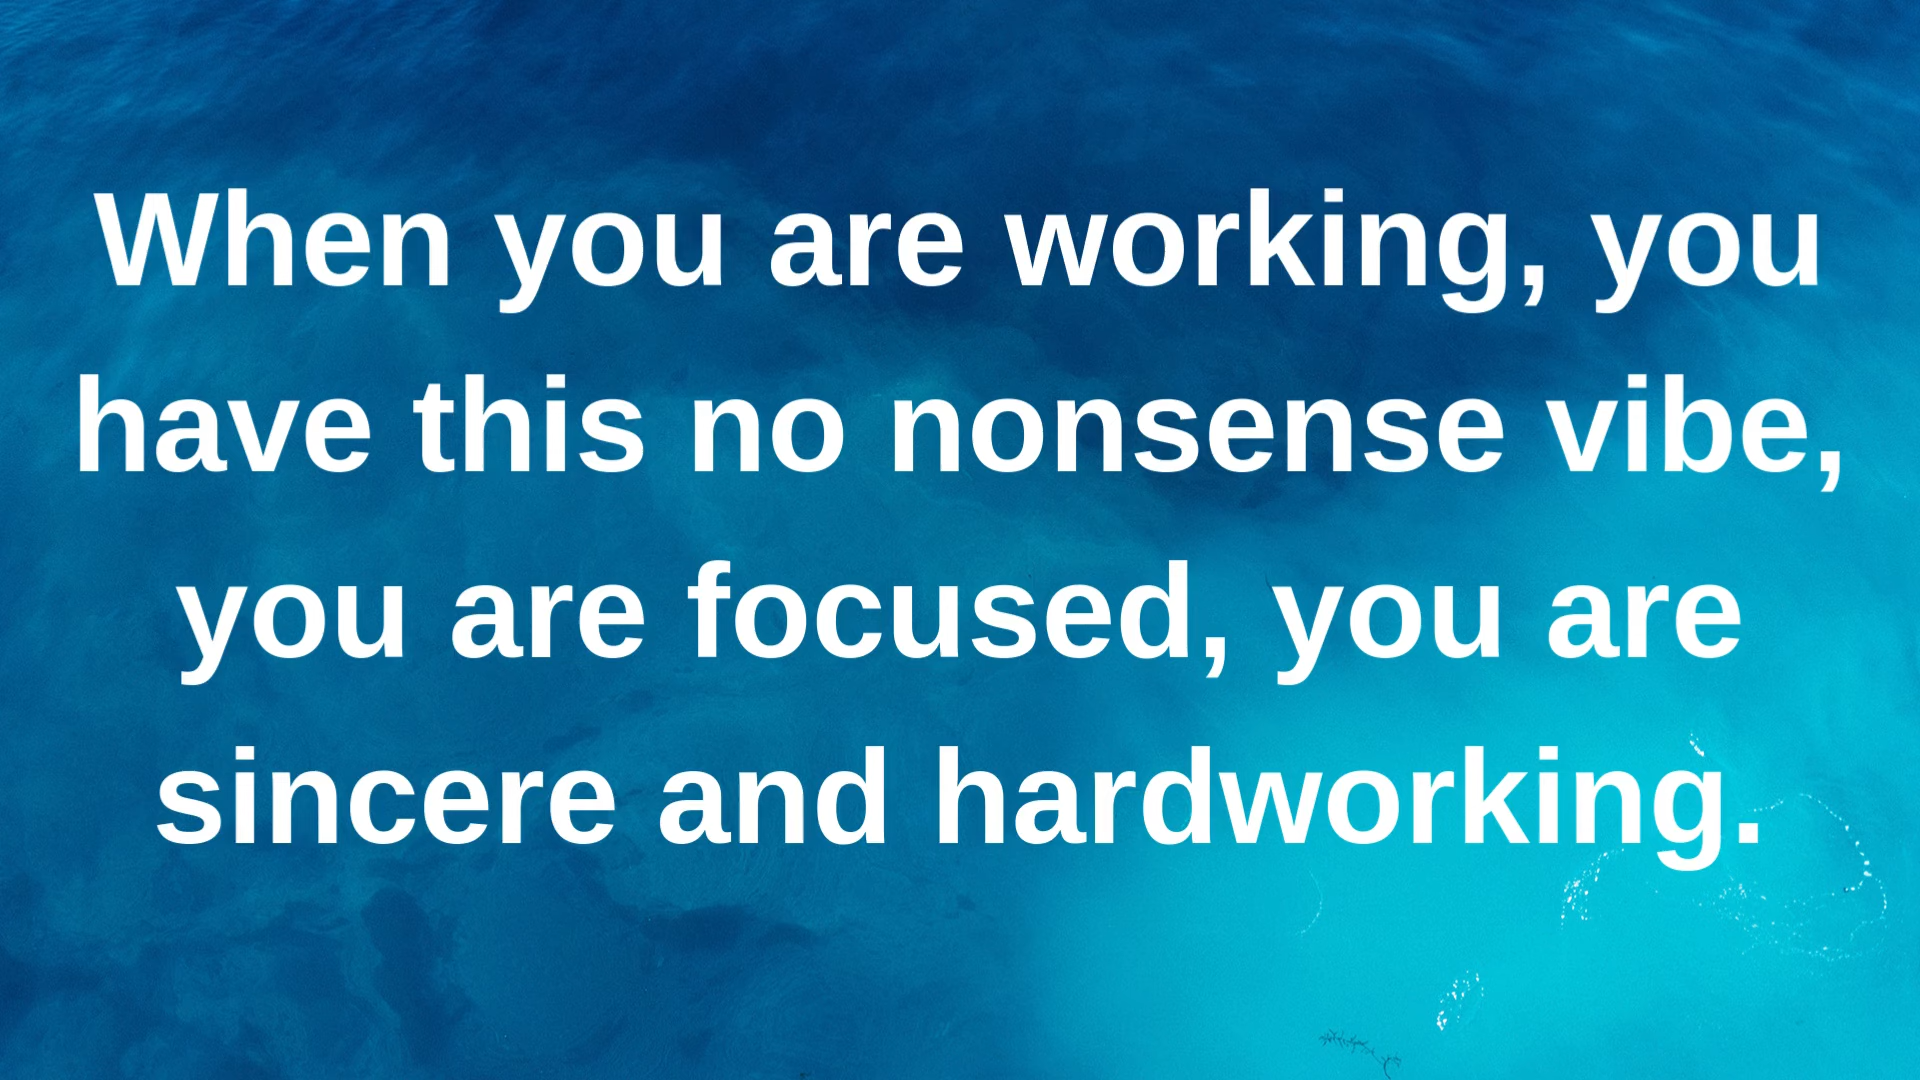 When you are working, you
have this no nonsense vibe,
you are focused, you are
sincere and hardworking.